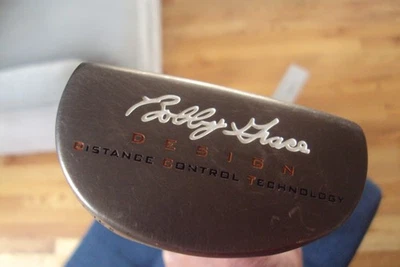 Bobby Grace
DESIGN
DISTANCE CONTROL TECHNOLOGY